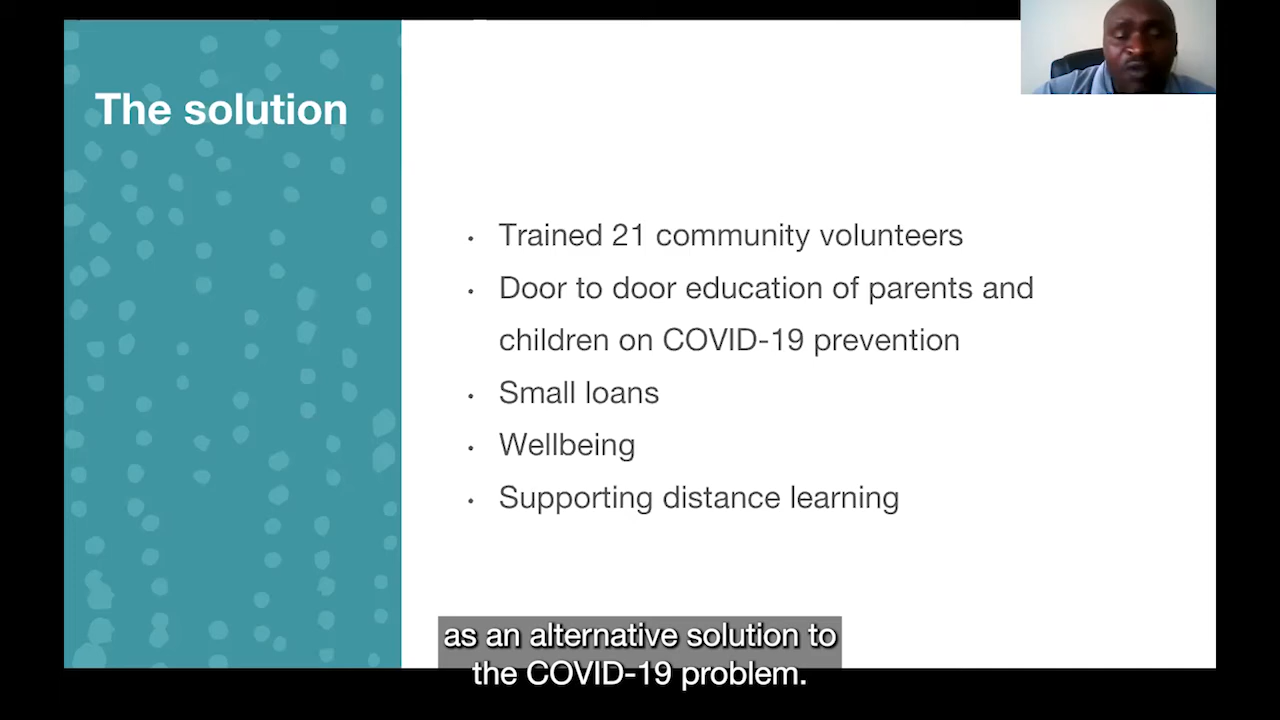 The solution
• Trained 21 community volunteers
• Door to door education of parents and
children on COVID-19 prevention
• Small loans
• Wellbeing
• Supporting distance learning
as an alternative solution to
the COVID-19 problem.